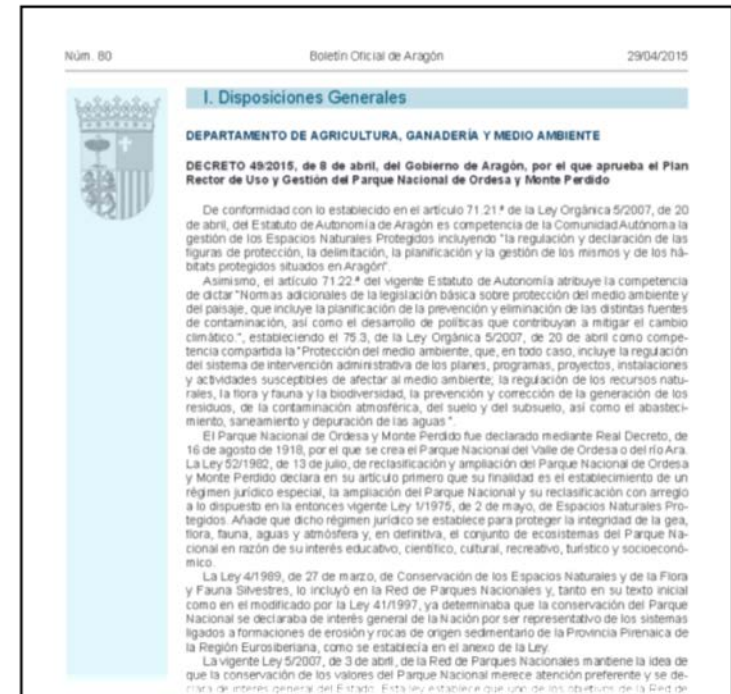 Núm. 80 Boletín Oficial de Aragón 29/04/2015
I. Disposiciones Generales
DEPARTAMENTO DE AGRICULTURA, GANADERÍA Y MEDIO AMBIENTE
DECRETO 49/2015, de 8 de abril, del Gobierno de Aragón, por el que aprueba el Plan
Rector de Uso y Gestión del Parque Nacional de Ordesa y Monte Perdido
De conformidad con lo establecido en el artículo 71.21.ª de la Ley Orgánica 5/2007, de 20
de abril, del Estatuto de Autonomía de Aragón es competencia de la Comunidad Autónoma la
gestión de los Espacios Naturales Protegidos incluyendo "la regulación y declaración de las
figuras de protección, la delimitación, la planificación y la gestión de los mismos y de los há-
bitats protegidos situados en Aragón".
Asimismo, el artículo 71.22.ª del vigente Estatuto de Autonomía atribuye la competencia
de dictar "Normas adicionales de la legislación básica sobre protección del medio ambiente y
del paisaje, que incluye la planificación de la prevención y eliminación de las distintas fuentes
de contaminación, así como el desarrollo de políticas que contribuyan a mitigar el cambio
climático.", estableciendo el 75.3, de la Ley Orgánica 5/2007, de 20 de abril como compe-
tencia compartida la "Protección del medio ambiente, que, en todo caso, incluye la regulación
del sistema de intervención administrativa de los planes, programas, proyectos, instalaciones
y actividades susceptibles de afectar al medio ambiente; la regulación de los recursos natu-
rales, la flora y fauna y la biodiversidad, la prevención y corrección de la generación de los
residuos, de la contaminación atmosférica, del suelo y del subsuelo, así como el abasteci-
miento, saneamiento y depuración de las aguas".
El Parque Nacional de Ordesa y Monte Perdido fue declarado mediante Real Decreto, de
16 de agosto de 1918, por el que se crea el Parque Nacional del Valle de Ordesa o del río Ara.
La Ley 52/1982, de 13 de julio, de reclasificación y ampliación del Parque Nacional de Ordesa
y Monte Perdido declara en su artículo primero que su finalidad es el establecimiento de un
régimen jurídico especial, la ampliación del Parque Nacional y su reclasificación con arreglo
a lo dispuesto en la entonces vigente Ley 1/1975, de 2 de mayo, de Espacios Naturales Pro-
tegidos. Añade que dicho régimen jurídico se establece para proteger la integridad de la gea,
flora, fauna, aguas y atmósfera y, en definitiva, el conjunto de ecosistemas del Parque Na-
cional en razón de su interés educativo, científico, cultural, recreativo, turístico y socioeconó-
mico.
La Ley 4/1989, de 27 de marzo, de Conservación de los Espacios Naturales y de la Flora
y Fauna Silvestres, lo incluyó en la Red de Parques Nacionales y, tanto en su texto inicial
como en el modificado por la Ley 41/1997, ya determinaba que la conservación del Parque
Nacional se declaraba de interés general de la Nación por ser representativo de los sistemas
ligados a formaciones de erosión y rocas de origen sedimentario de la Provincia Pirenaica de
la Región Eurosiberiana, como se establecía en el anexo de la Ley.
La vigente Ley 5/2007, de 3 de abril, de la Red de Parques Nacionales mantiene la idea de
que la conservación de los valores del Parque Nacional merece atención preferente y se de-
clara de interés general del Estado. Esta ley establece que uno de los objetivos de la Red de